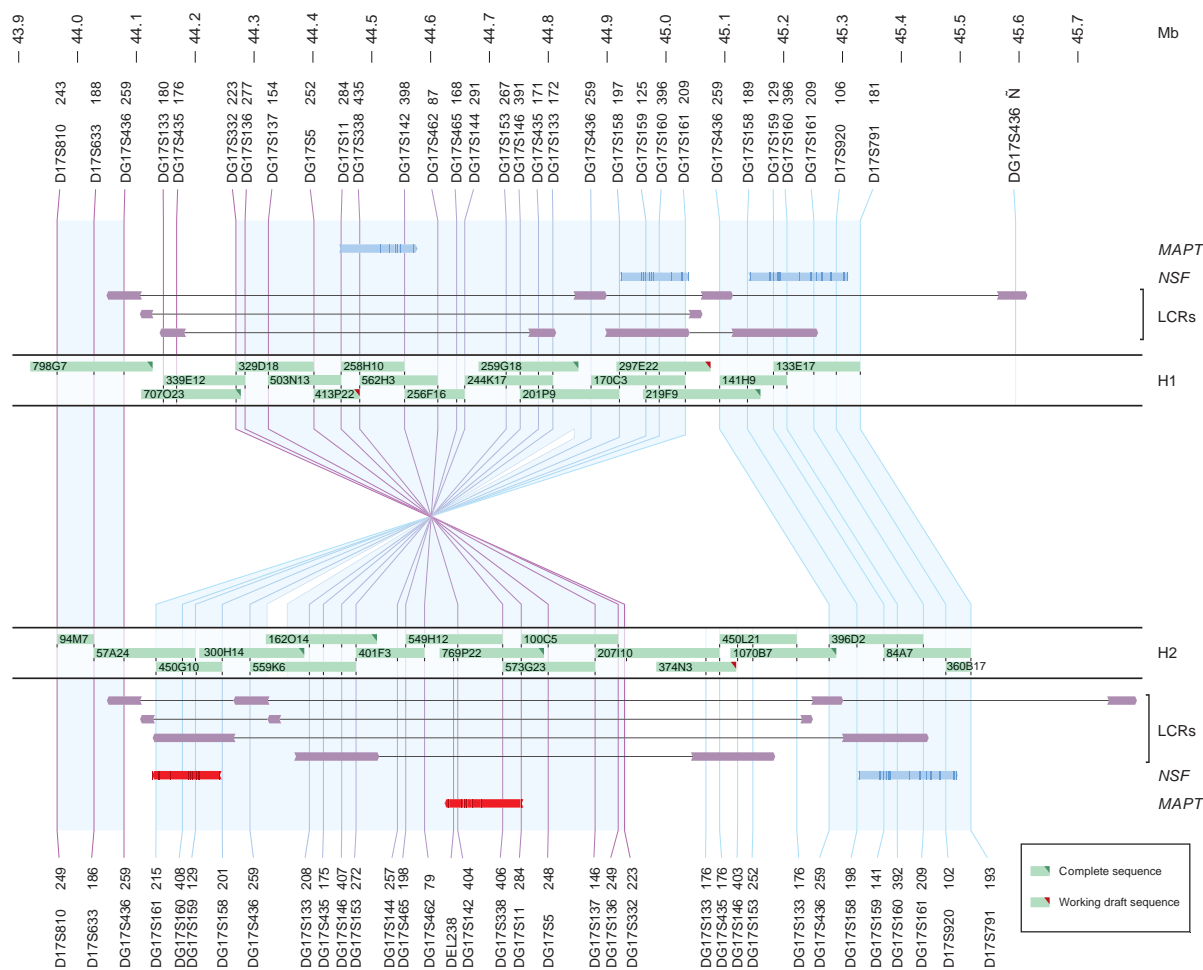 43.9 44.0 44.1 44.2 44.3 44.4 44.5 44.6 44.7 44.8 44.9 45.0 45.1 45.2 45.3 45.4 45.5 45.6 45.7 Mb
D17S810 243
D17S633 188
DG17S436 259
DG17S133 180
DG17S435 176
DG17S332 223
DG17S136 277
DG17S137 154
DG17S5 252
DG17S11 284
DG17S338 435
DG17S142 398
DG17S462 87
DG17S465 168
DG17S144 291
DG17S153 267
DG17S146 391
DG17S435 171
DG17S133 172
DG17S436 259
DG17S158 197
DG17S159 125
DG17S160 396
DG17S161 209
DG17S436 259
DG17S158 189
DG17S159 129
DG17S160 396
DG17S161 209
D17S920 106
D17S791 181
DG17S436 Ñ
MAPT
NSF
LCRs
798G7 329D18 258H10 259G18 297E22 133E17
339E12 503N13 562H3 244K17 170C3 141H9 H1
707O23 413P22 256F16 201P9 219F9
94M7 162O14 549H12 100C5 450L21 396D2
57A24 300H14 401F3 769P22 207I10 1070B7 84A7 H2
450G10 559K6 573G23 374N3 360B17
LCRs
NSF
MAPT
D17S810 249
D17S633 186
DG17S436 259
DG17S161 215
DG17S160 408
DG17S159 129
DG17S158 201
DG17S436 259
DG17S133 208
DG17S435 175
DG17S146 407
DG17S153 272
DG17S144 257
DG17S465 198
DG17S462 79
DEL238
DG17S142 404
DG17S338 406
DG17S11 284
DG17S5 248
DG17S137 146
DG17S136 249
DG17S332 223
DG17S133 176
DG17S435 176
DG17S146 403
DG17S153 252
DG17S133 176
DG17S436 259
DG17S158 198
DG17S159 141
DG17S160 392
DG17S161 209
D17S920 102
D17S791 193
Complete sequence
Working draft sequence